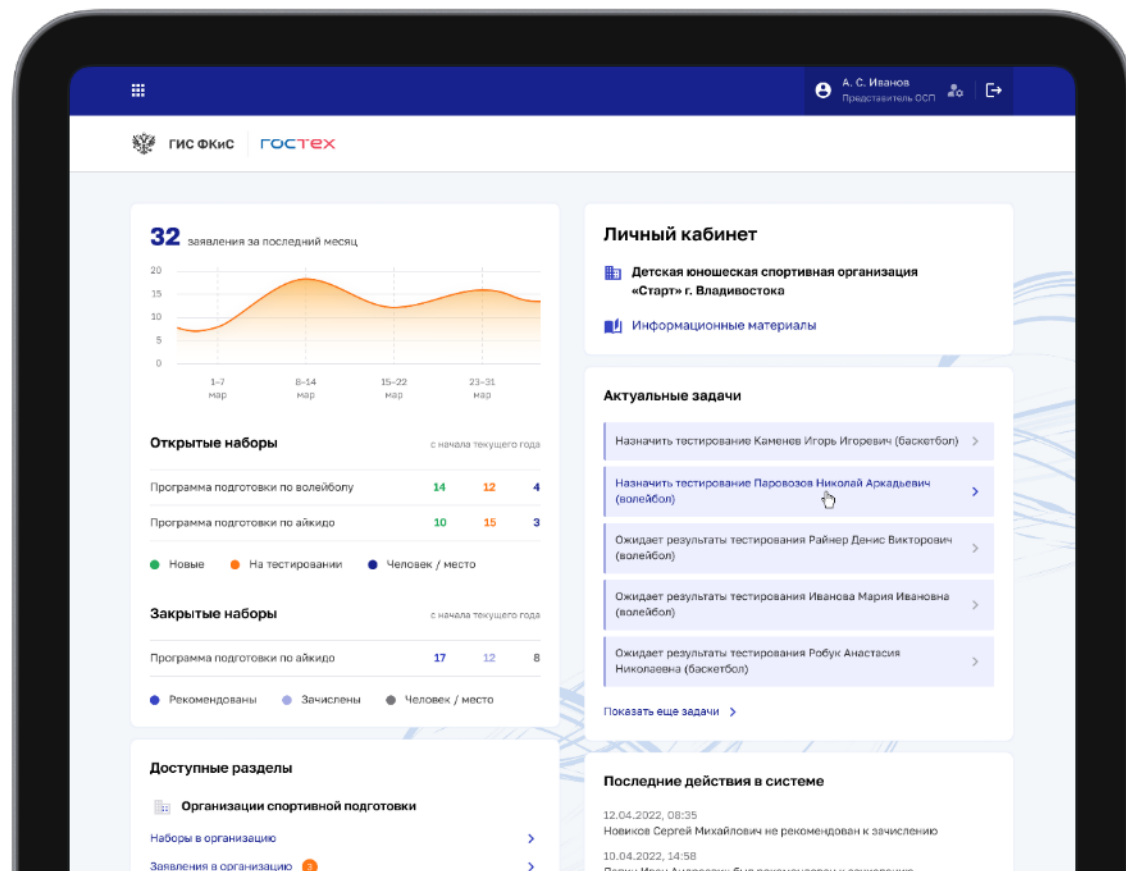 А. С. Иванов
Представитель ОСП
ГИС ФКиС
гостех
32 заявления за последний месяц
20
15
10
5
0
1–7 мар
8–14 мар
15–22 мар
23–31 мар
Открытые наборы
с начала текущего года
Программа подготовки по волейболу 14 12 4
Программа подготовки по айкидо 10 15 3
Новые На тестировании Человек / место
Закрытые наборы
с начала текущего года
Программа подготовки по айкидо 17 12 8
Рекомендованы Зачислены Человек / место
Доступные разделы
Организации спортивной подготовки
Наборы в организацию
Заявления в организацию 3
Личный кабинет
Детская юношеская спортивная организация
«Старт» г. Владивостока
Информационные материалы
Актуальные задачи
Назначить тестирование Каменев Игорь Игоревич (баскетбол)
Назначить тестирование Паровозов Николай Аркадьевич
(волейбол)
Ожидает результаты тестирования Райнер Денис Викторович
(волейбол)
Ожидает результаты тестирования Иванова Мария Ивановна
(волейбол)
Ожидает результаты тестирования Робук Анастасия
Николаевна (баскетбол)
Показать еще задачи
Последние действия в системе
12.04.2022, 08:35
Новиков Сергей Михайлович не рекомендован к зачислению
10.04.2022, 14:58